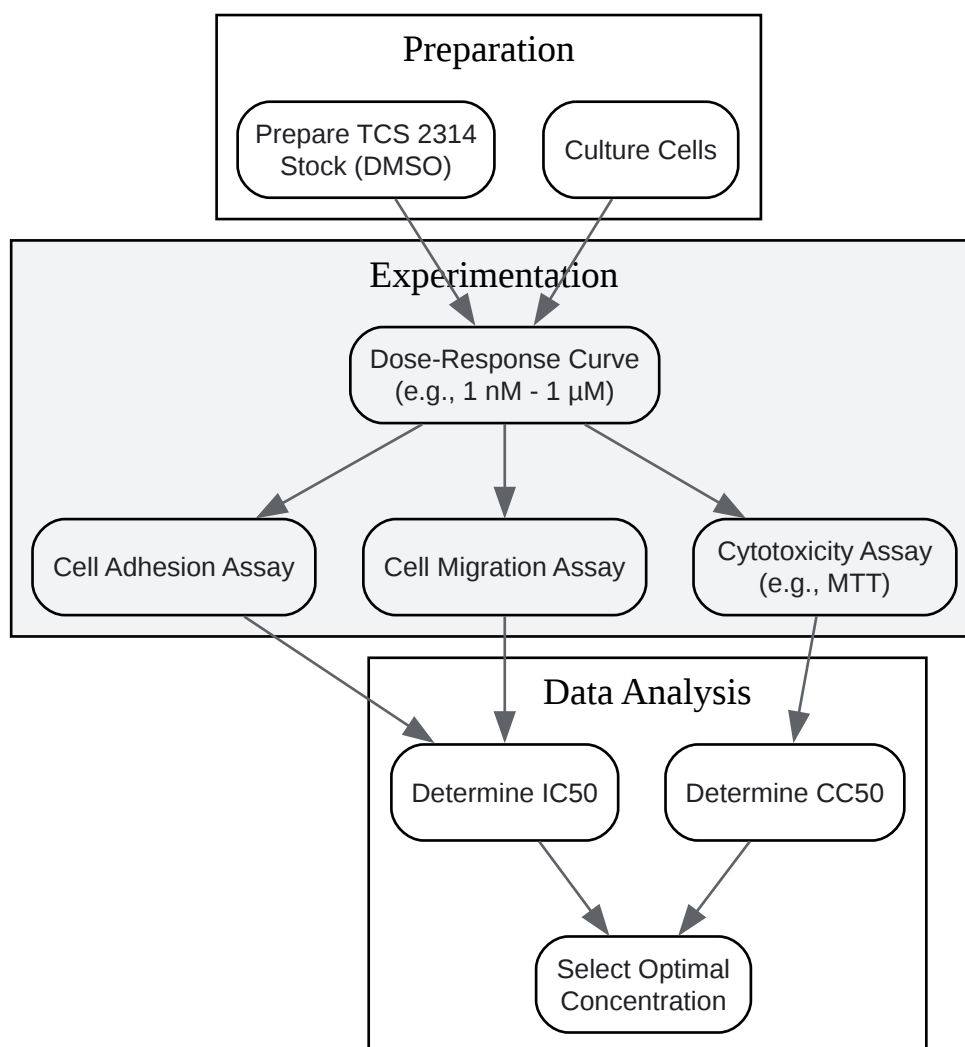 Preparation
Prepare TCS 2314
Stock (DMSO)
Culture Cells
Experimentation
Dose-Response Curve
(e.g., 1 nM - 1 µM)
Cell Adhesion Assay
Cell Migration Assay
Cytotoxicity Assay
(e.g., MTT)
Data Analysis
Determine IC50
Determine CC50
Select Optimal
Concentration